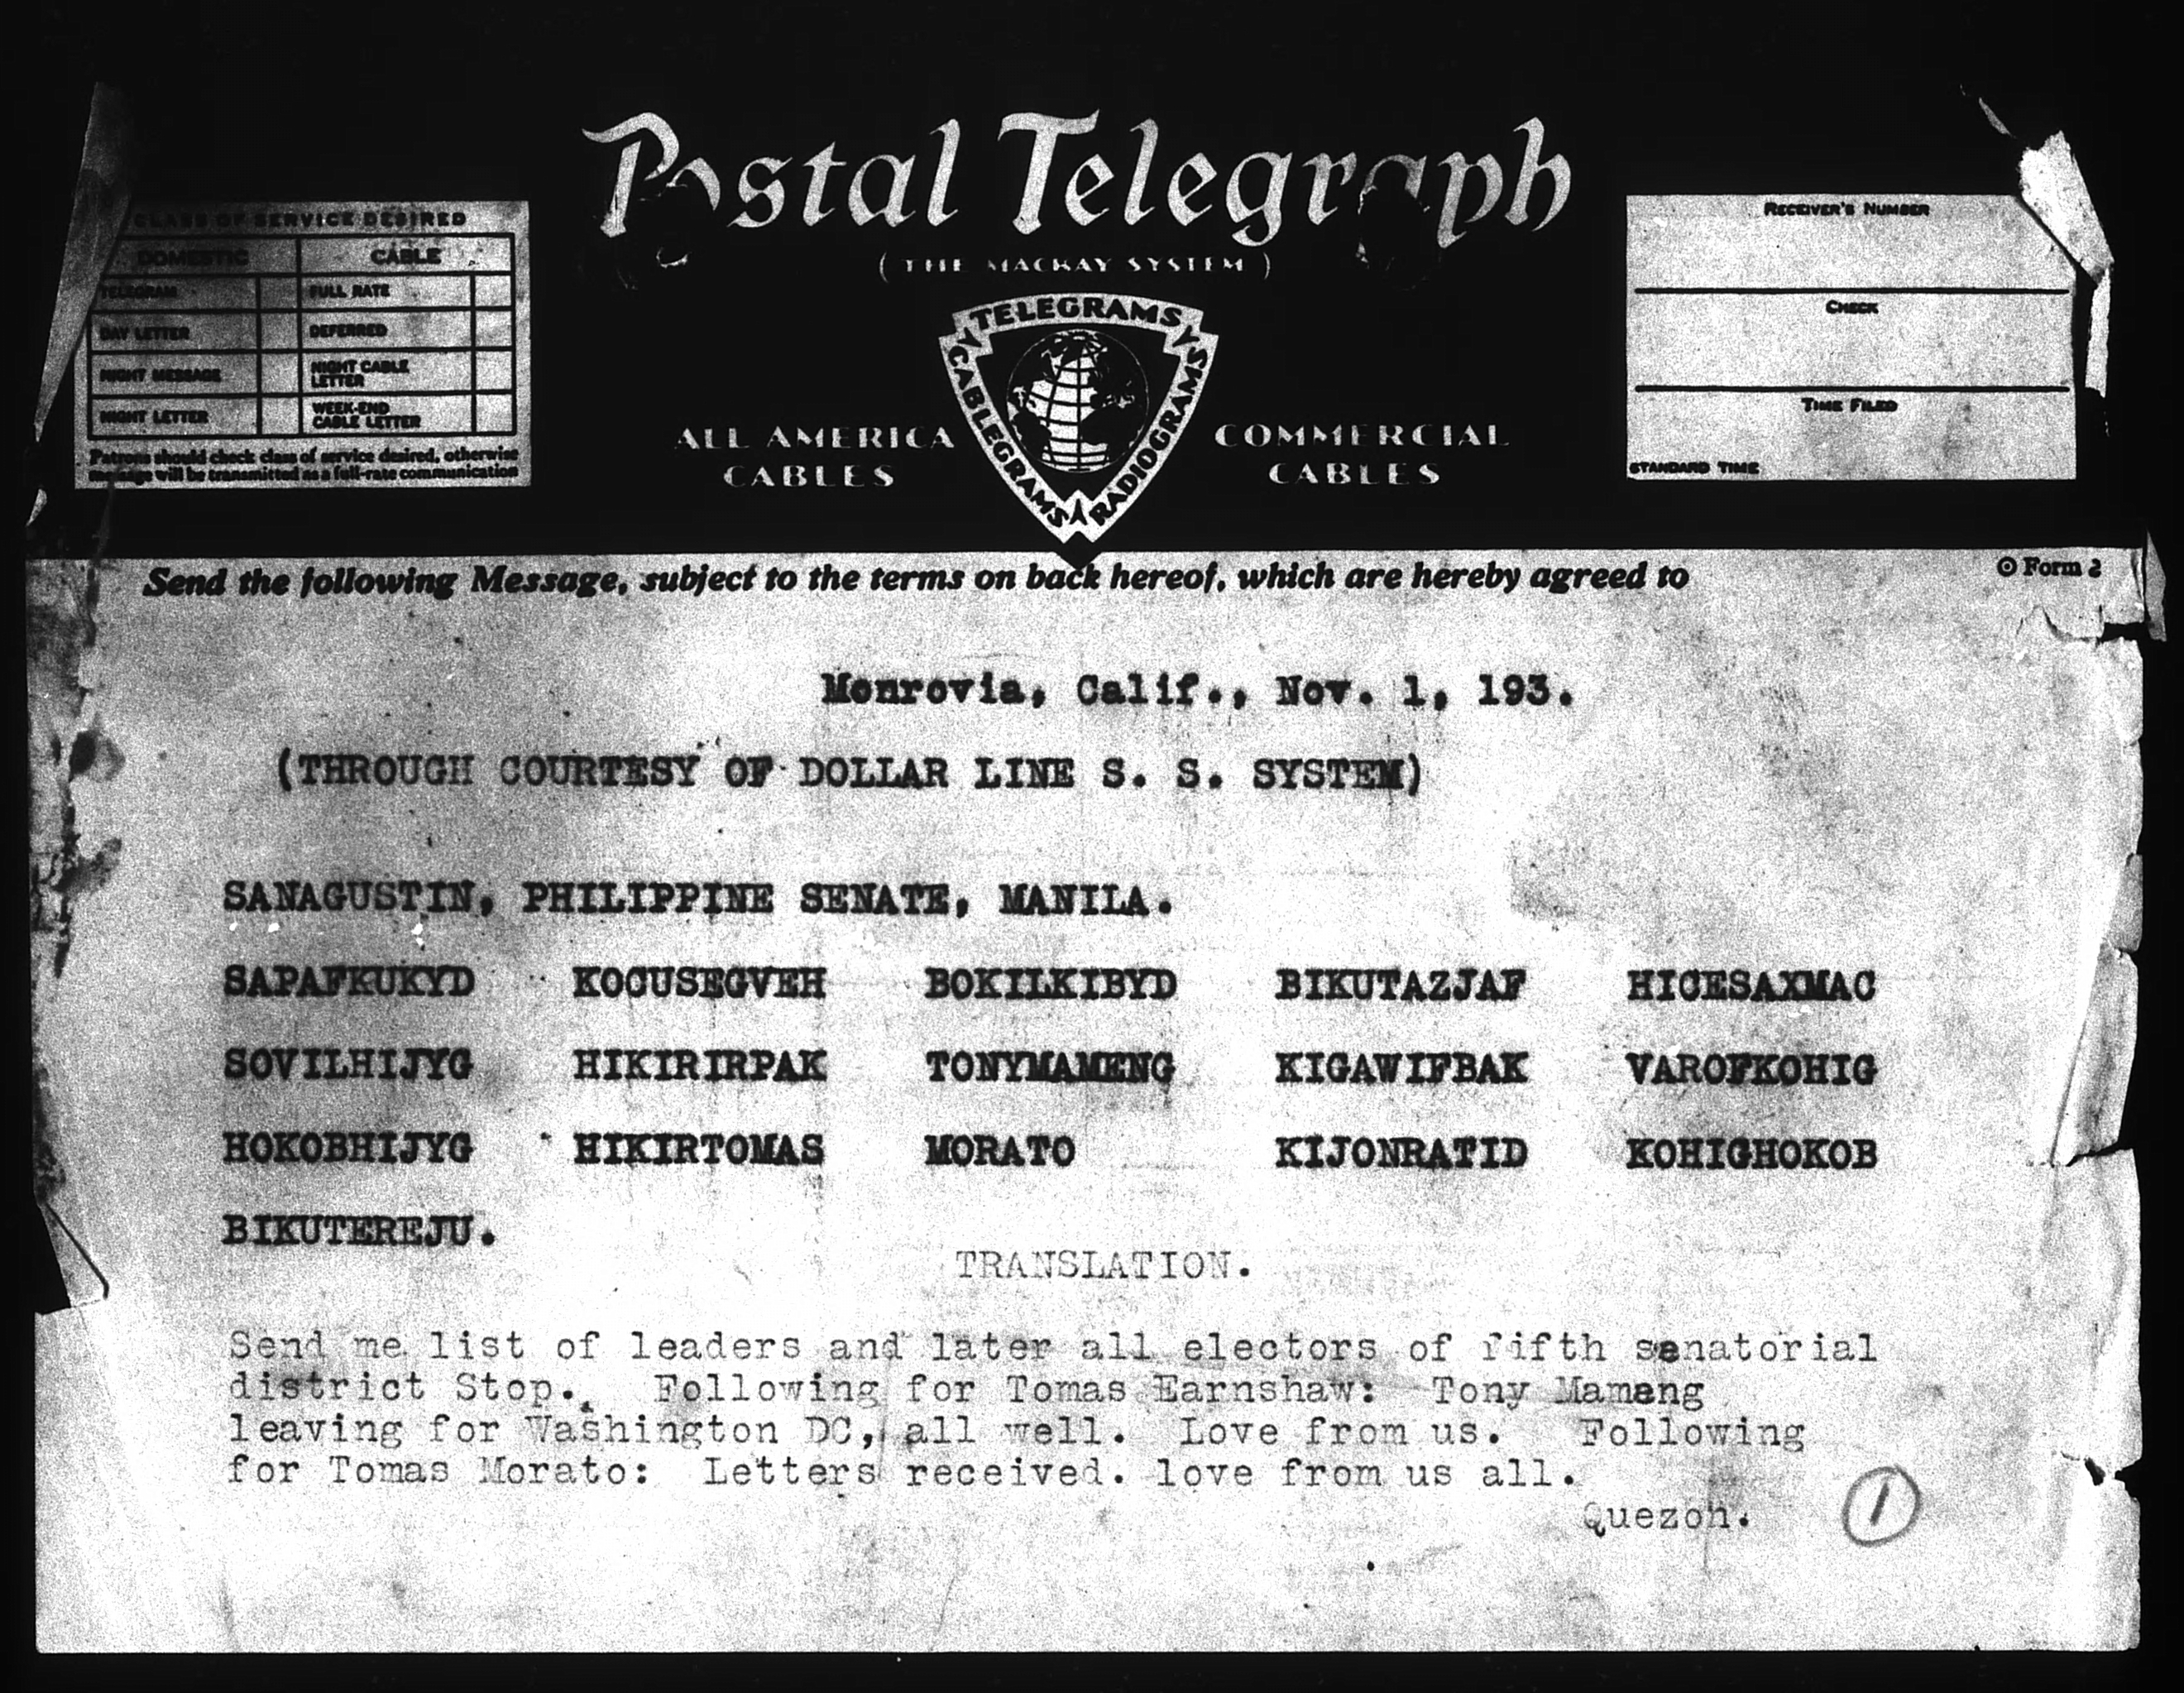 Postal Telegraph
(THE MACKAY SYSTEM)
CLASS OF SERVICE DESIRED
DOMESTIC CABLE
TELEGRAM FULL RATE
DAY LETTER DEFERRED
NIGHT MESSAGE NIGHT CABLE LETTER
NIGHT LETTER WEEK-END CABLE LETTER
Patrons should check class of service desired, otherwise
message will be transmitted as a full-rate communication
TELEGRAMS
CABLEGRAMS
RADIOGRAMS
ALL AMERICA
CABLES
COMMERCIAL
CABLES
RECEIVER'S NUMBER
CHECK
TIME FILED
STANDARD TIME
Send the following Message, subject to the terms on back hereof, which are hereby agreed to
Form 2
Monrovia, Calif., Nov. 1, 193.
(THROUGH COURTESY OF DOLLAR LINE S. S. SYSTEM)
SANAGUSTIN, PHILIPPINE SENATE, MANILA.
SAPAFKUKYD KOCUSEGVEH BOKILKIBYD BIKUTAZJAF HICESAXMAC
SOVILHIJYG HIKIRIRPAK TONYMAMENG KIGAWIFBAK VAROFKOHIG
HOKOBHIJYG HIKIRTOMAS MORATO KIJONRATID KOHIGHOKOB
BIKUTEREJU.
TRANSLATION.
Send me list of leaders and later all electors of fifth senatorial
district Stop. Following for Tomas Earnshaw: Tony Mameng
leaving for Washington DC, all well. Love from us. Following
for Tomas Morato: Letters received. love from us all.
Quezon.
1